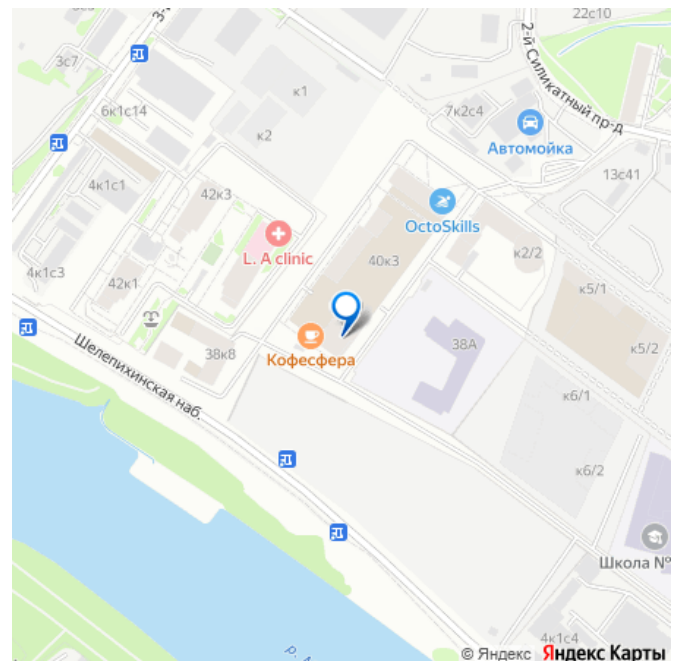 22с10
3с7
2-й Силикатный пр-д
6к1с14
к1
7к2с4
к2
Автомойка
4к1с1
42к3
13с41
OctoSkills
L. A clinic
к2/2
4к1с3
42к1
40к3
к5/1
Шелепихинская наб.
38к8
Кофесфера
38А
к5/2
к6/1
к6/2
Школа №
4к1с4
© Яндекс Яндекс Карты